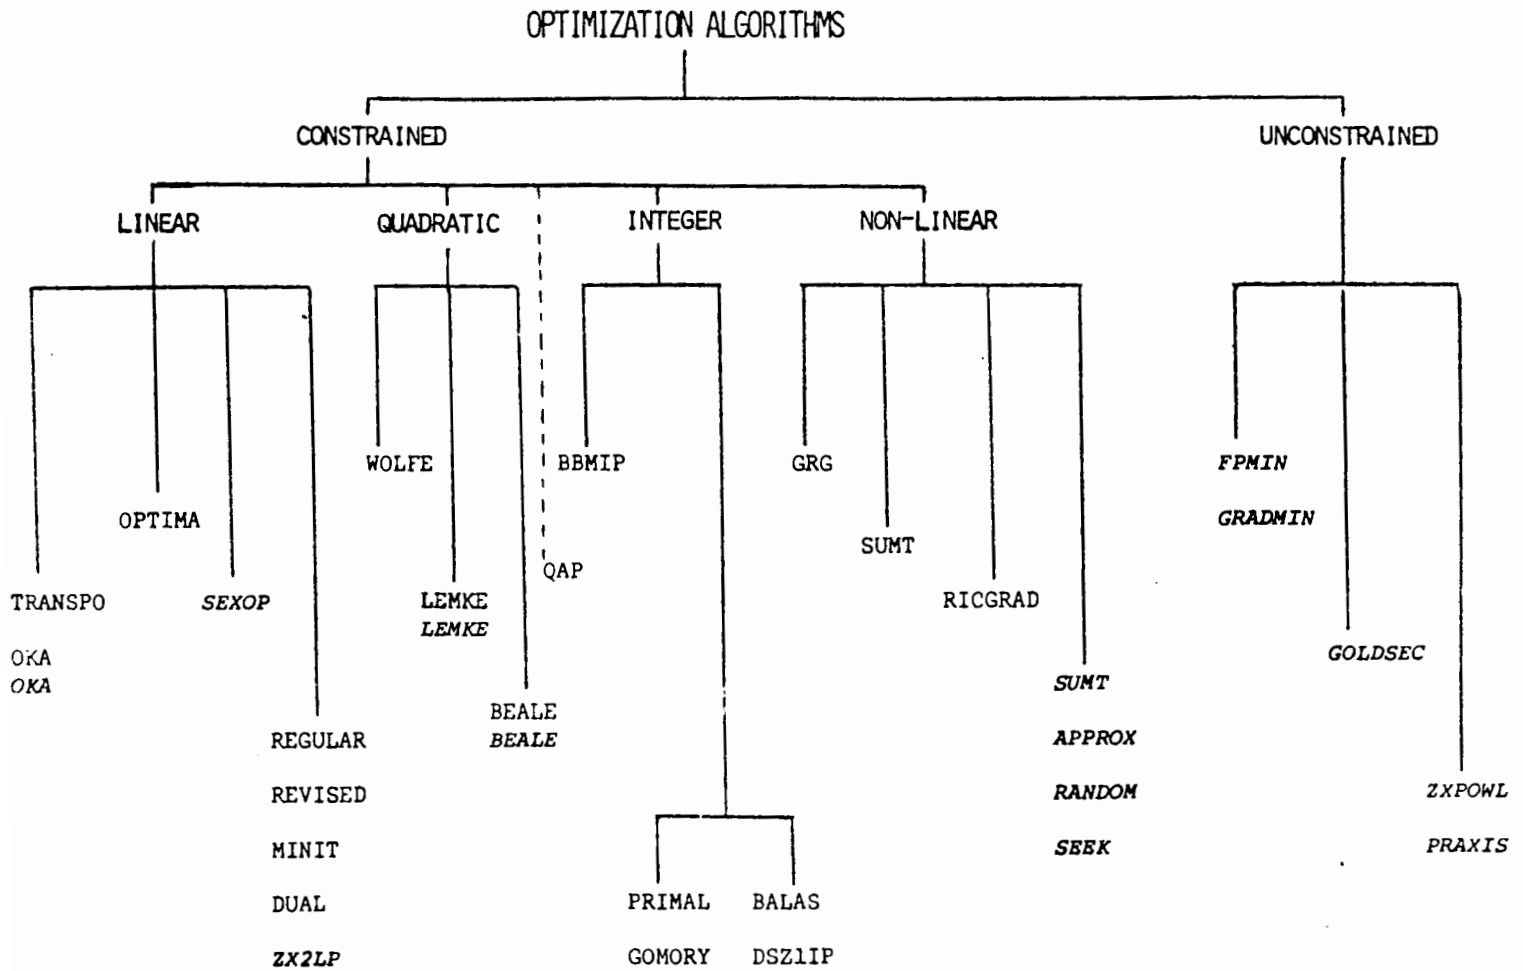 OPTIMIZATION ALGORITHMS
CONSTRAINED
UNCONSTRAINED
LINEAR
QUADRATIC
INTEGER
NON-LINEAR
WOLFE
BBMIP
GRG
FPMIN
OPTIMA
GRADMIN
SUMT
QAP
TRANSPO
SEXOP
LEMKE
LEMKE
RICGRAD
OKA
OKA
GOLDSEC
SUMT
BEALE
BEALE
REGULAR
APPROX
REVISED
RANDOM
ZXPOWL
MINIT
SEEK
PRAXIS
DUAL
PRIMAL
BALAS
ZX2LP
GOMORY
DSZ1IP